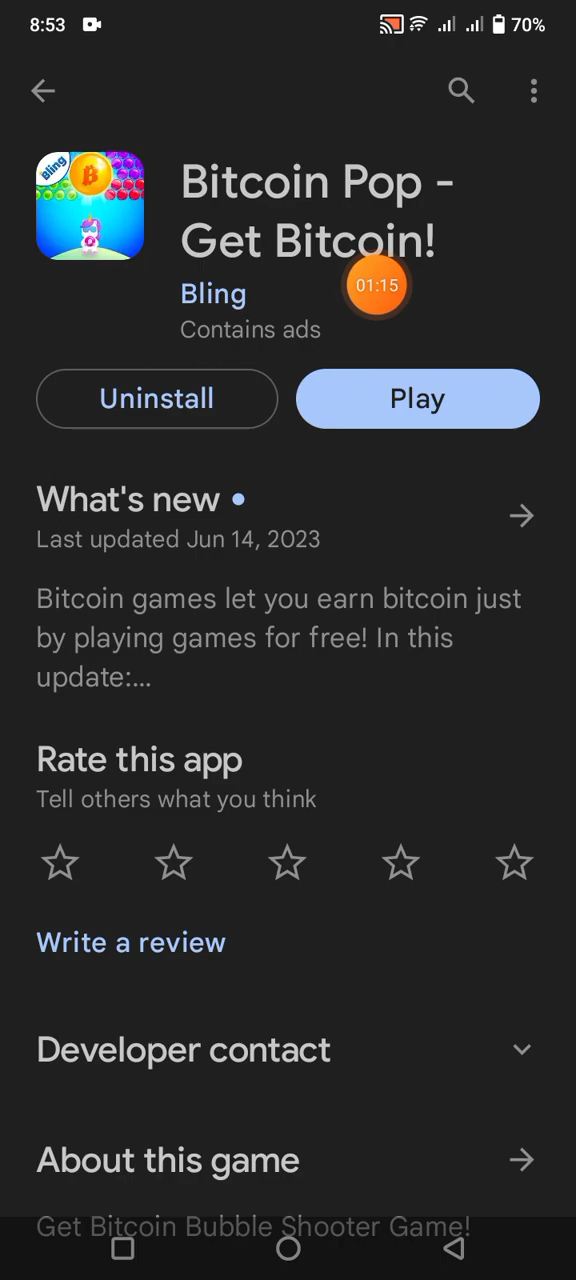 8:53
70%
Bling
Bitcoin Pop -
Get Bitcoin!
Bling
01:15
Contains ads
Uninstall
Play
What's new
Last updated Jun 14, 2023
Bitcoin games let you earn bitcoin just
by playing games for free! In this
update:...
Rate this app
Tell others what you think
Write a review
Developer contact
About this game
Get Bitcoin Bubble Shooter Game!